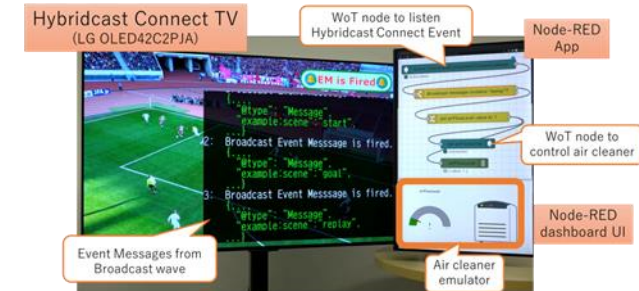 Hybridcast Connect TV
(LG OLED42C2PJA)
WoT node to listen
Hybridcast Connect Event
Node-RED
App
EM is Fired
{
"@type": "Message",
"example:scene": "start",
2: Broadcast Event Messsage is fired.
{
"@type": "Message",
"example:scene": "goal",
3: Broadcast Event Messsage is fired.
{
"@type": "Message",
"example:scene": "replay",
WoT node to
control air cleaner
Node-RED
dashboard UI
Event Messages from
Broadcast wave
Air cleaner
emulator